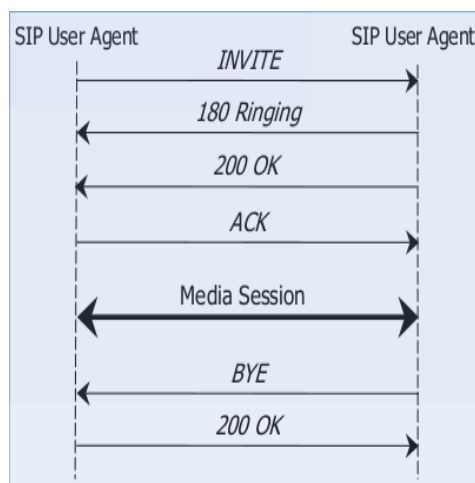 SIP User Agent SIP User Agent
INVITE
180 Ringing
200 OK
ACK
Media Session
BYE
200 OK